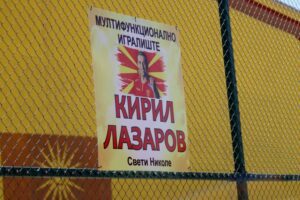 МУЛТИФУНКЦИОНАЛНО
ИГРАЛИШТЕ
КИРИЛ
ЛАЗАРОВ
Свети Николе